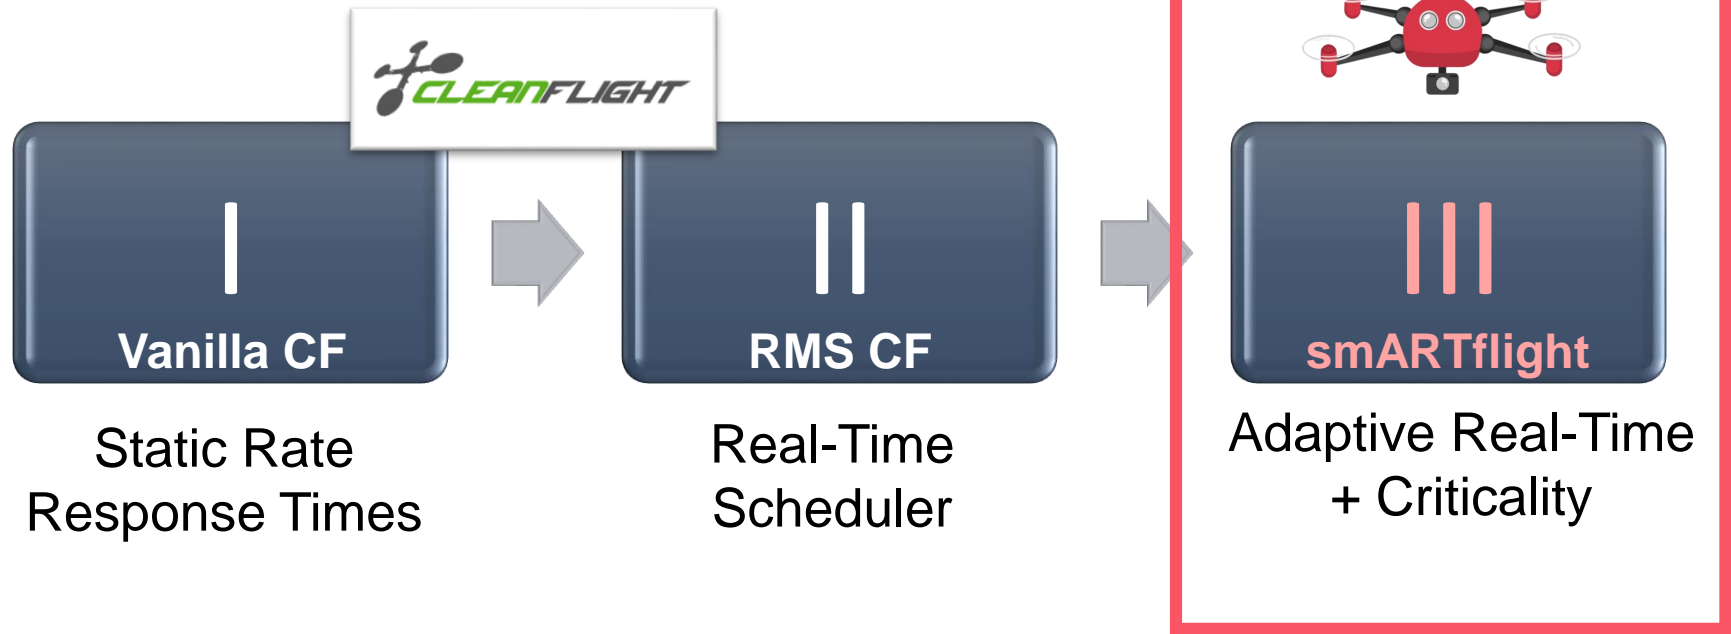 CLEANFLIGHT
I
Vanilla CF
Static Rate
Response Times
II
RMS CF
Real-Time
Scheduler
III
smARTflight
Adaptive Real-Time
+ Criticality